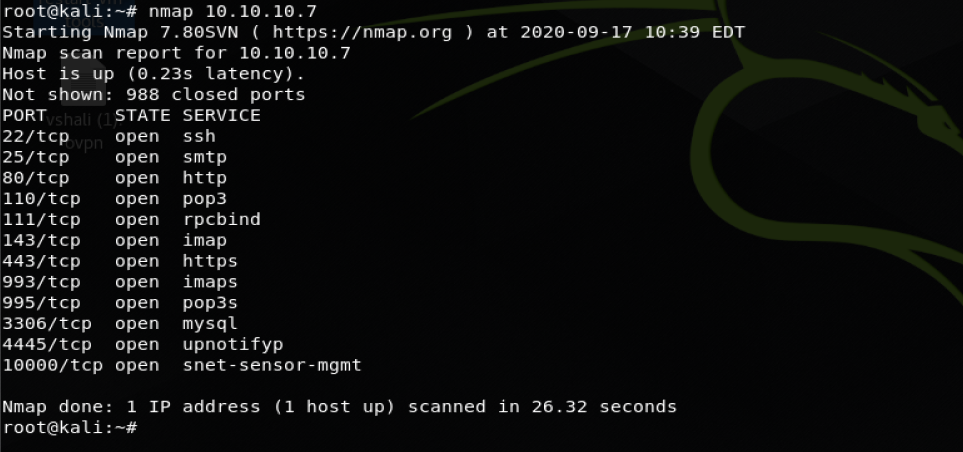 root@kali:~# nmap 10.10.10.7
Starting Nmap 7.80SVN ( https://nmap.org ) at 2020-09-17 10:39 EDT
Nmap scan report for 10.10.10.7
Host is up (0.23s latency).
Not shown: 988 closed ports
PORT STATE SERVICE
vshali (1).
22/tcp open ssh
ovpn
25/tcp open smtp
80/tcp open http
110/tcp open pop3
111/tcp open rpcbind
143/tcp open imap
443/tcp open https
993/tcp open imaps
995/tcp open pop3s
3306/tcp open mysql
4445/tcp open upnotifyp
10000/tcp open snet-sensor-mgmt
Nmap done: 1 IP address (1 host up) scanned in 26.32 seconds
root@kali:~#